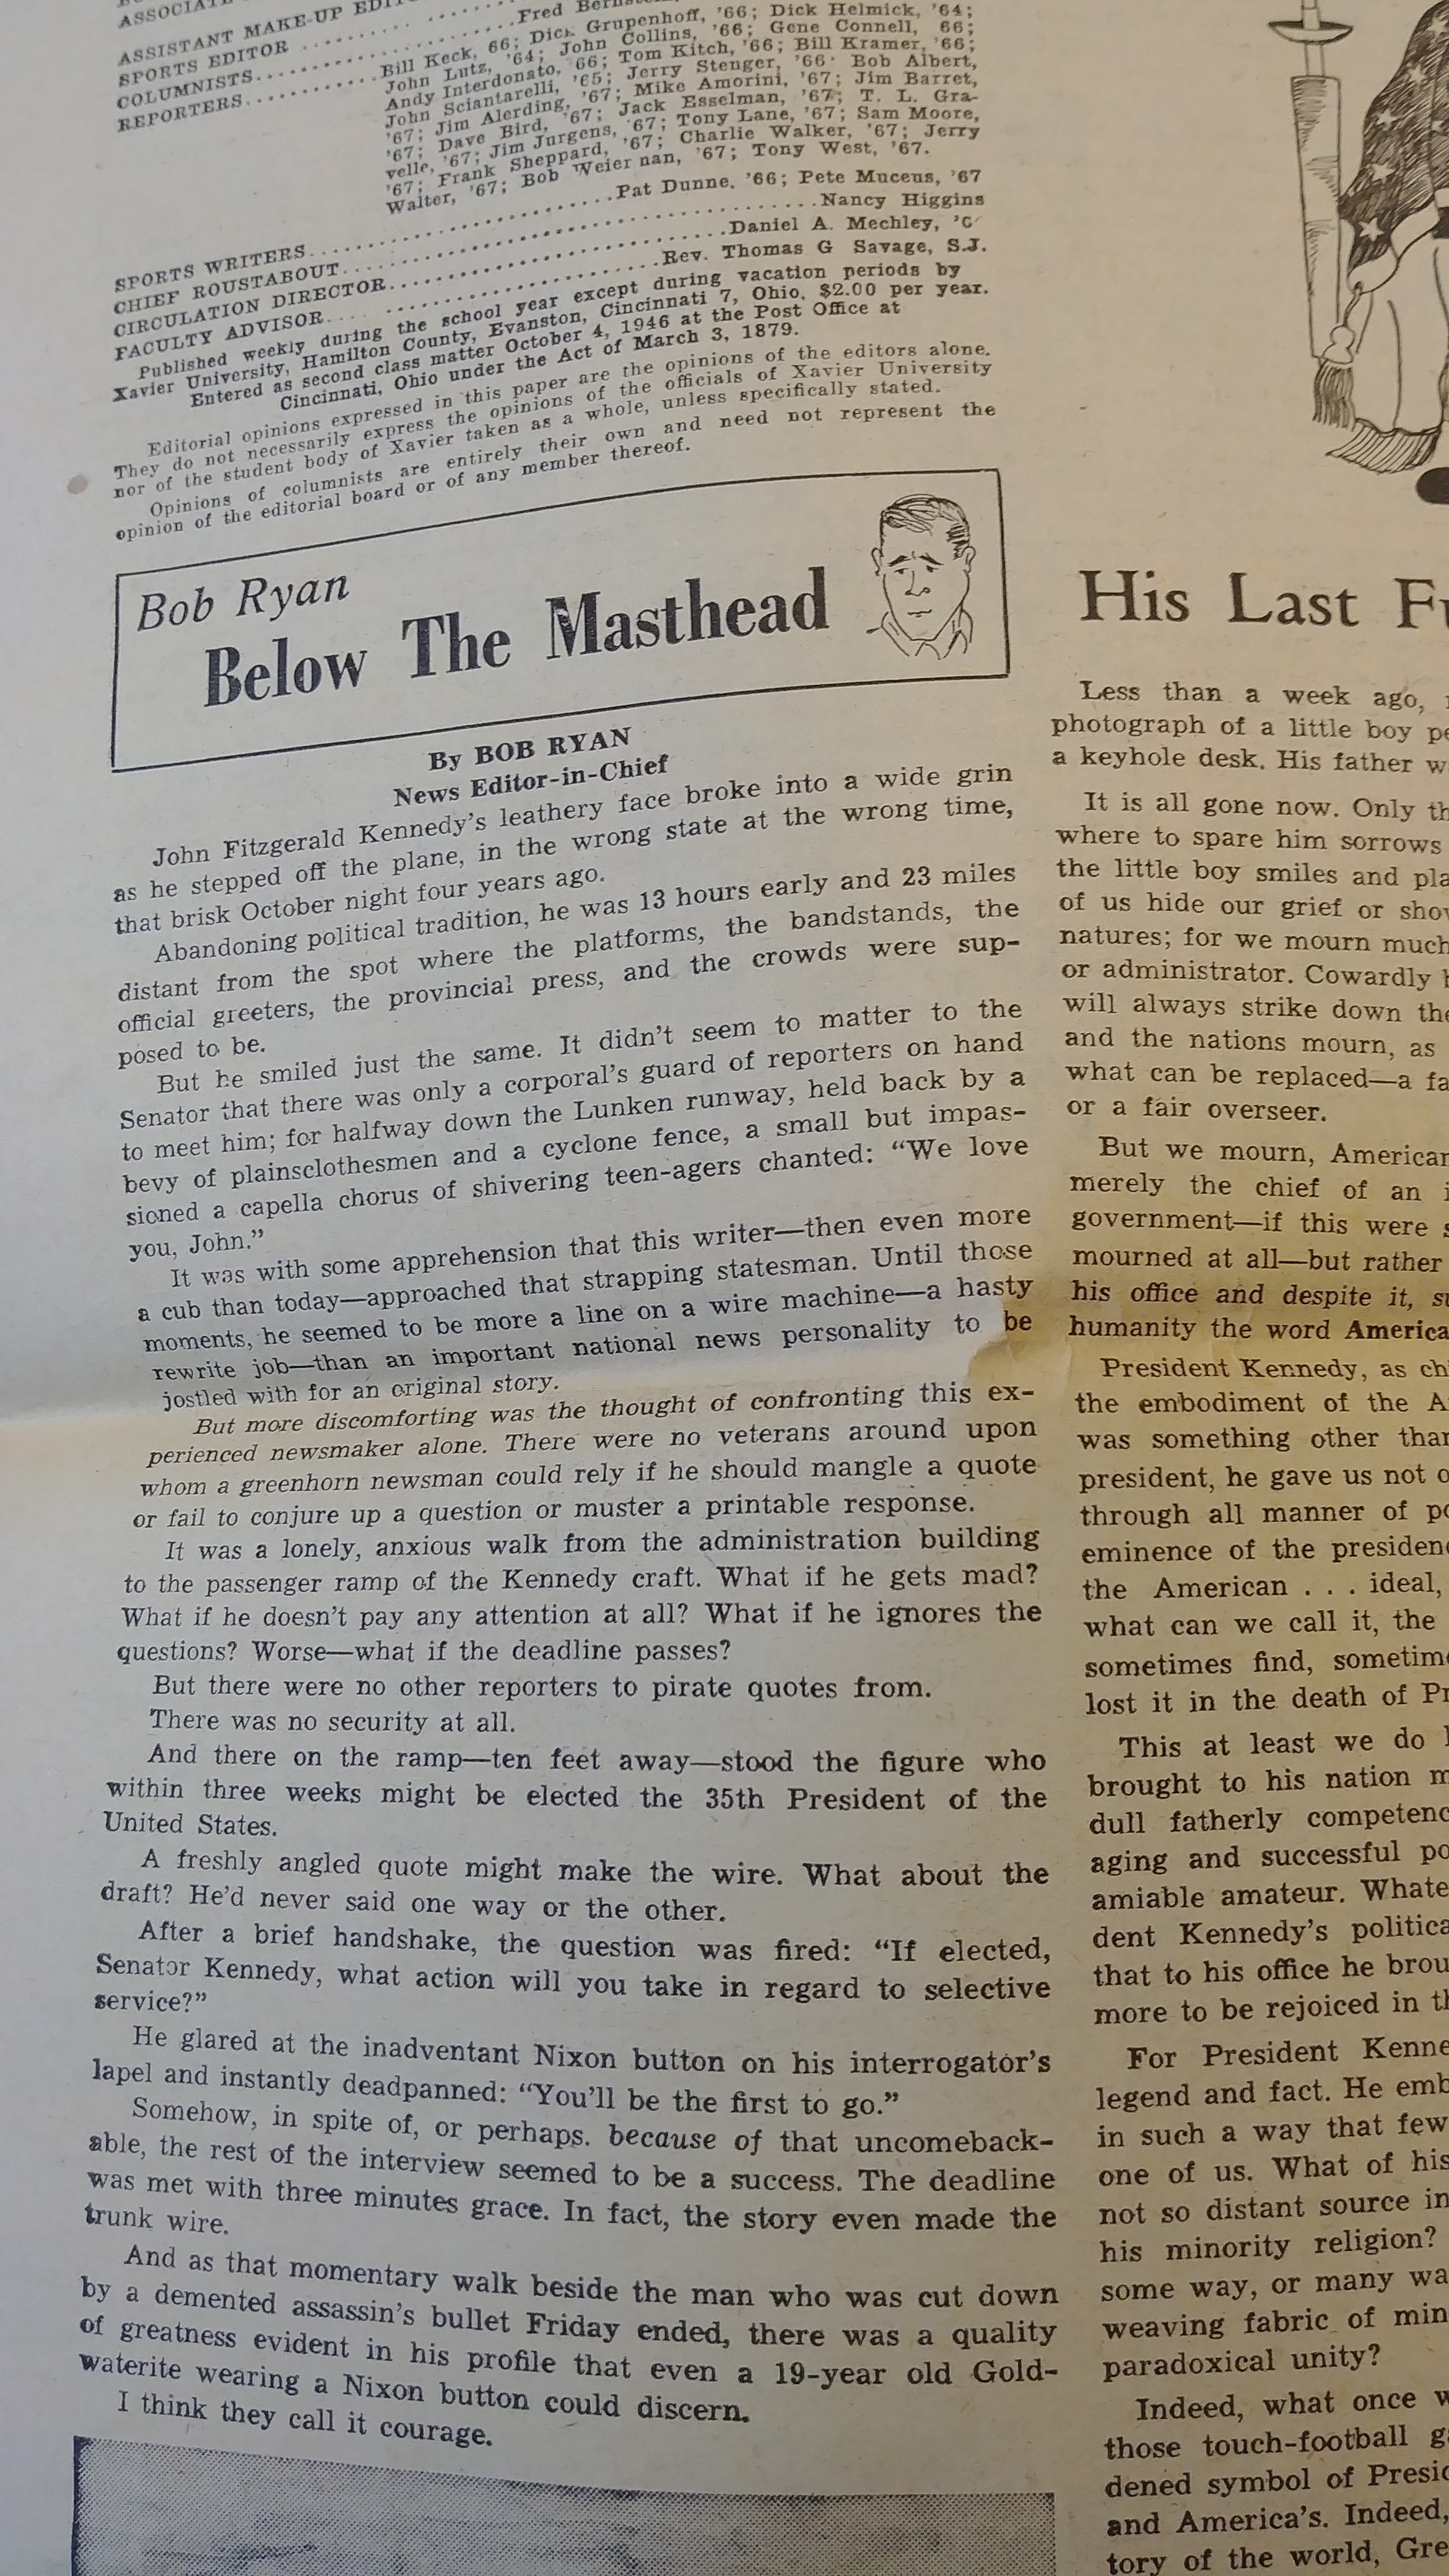 ASSISTANT MAKE-UP EDIT
SPORTS EDITOR
COLUMNISTS
Bill Keck, 66; Dick Grupenhoff, '66; Dick Helmick, '64;
John Lutz, '64; John Collins, '66; Gene Connell, 66;
REPORTERS
Andy Interdonato, '66; Tom Kitch, '66; Bill Kramer, '66;
John Sciantarelli, '65; Jerry Stenger, '66· Bob Albert,
'67; Jim Alerding, '67; Mike Amorini, '67; Jim Barret,
'67; Dave Bird, '67; Jack Esselman, '67; T. L. Gra-
velle, '67; Jim Jurgens, '67; Tony Lane, '67; Sam Moore,
'67; Frank Sheppard, '67; Charlie Walker, '67; Jerry
Walter, '67; Bob Weier nan, '67; Tony West, '67.
SPORTS WRITERS....................Pat Dunne. '66; Pete Mucens, '67
CHIEF ROUSTABOUT....................Nancy Higgins
CIRCULATION DIRECTOR....................Daniel A. Mechley,
FACULTY ADVISOR....................Rev. Thomas G Savage, S.J.
Published weekly during the school year except during vacation periods by
Xavier University, Hamilton County, Evanston, Cincinnati 7, Ohio. $2.00 per year.
Entered as second class matter October 4, 1946 at the Post Office at
Cincinnati, Ohio under the Act of March 3, 1879.
Editorial opinions expressed in this paper are the opinions of the editors alone.
They do not necessarily express the opinions of the officials of Xavier University
nor of the student body of Xavier taken as a whole, unless specifically stated.
Opinions of columnists are entirely their own and need not represent the
opinion of the editorial board or of any member thereof.
Bob Ryan
Below The Masthead
By BOB RYAN
News Editor-in-Chief
John Fitzgerald Kennedy's leathery face broke into a wide grin
as he stepped off the plane, in the wrong state at the wrong time,
that brisk October night four years ago.
Abandoning political tradition, he was 13 hours early and 23 miles
distant from the spot where the platforms, the bandstands, the
official greeters, the provincial press, and the crowds were sup-
posed to be.
But he smiled just the same. It didn't seem to matter to the
Senator that there was only a corporal's guard of reporters on hand
to meet him; for halfway down the Lunken runway, held back by a
bevy of plainsclothesmen and a cyclone fence, a small but impas-
sioned a capella chorus of shivering teen-agers chanted: "We love
you, John."
It was with some apprehension that this writer—then even more
a cub than today—approached that strapping statesman. Until those
moments, he seemed to be more a line on a wire machine—a hasty
rewrite job—than an important national news personality to be
jostled with for an original story.
But more discomforting was the thought of confronting this ex-
perienced newsmaker alone. There were no veterans around upon
whom a greenhorn newsman could rely if he should mangle a quote
or fail to conjure up a question or muster a printable response.
It was a lonely, anxious walk from the administration building
to the passenger ramp of the Kennedy craft. What if he gets mad?
What if he doesn't pay any attention at all? What if he ignores the
questions? Worse—what if the deadline passes?
But there were no other reporters to pirate quotes from.
There was no security at all.
And there on the ramp—ten feet away—stood the figure who
within three weeks might be elected the 35th President of the
United States.
A freshly angled quote might make the wire. What about the
draft? He'd never said one way or the other.
After a brief handshake, the question was fired: "If elected,
Senator Kennedy, what action will you take in regard to selective
service?"
He glared at the inadventant Nixon button on his interrogator's
lapel and instantly deadpanned: "You'll be the first to go."
Somehow, in spite of, or perhaps. because of that uncomeback-
able, the rest of the interview seemed to be a success. The deadline
was met with three minutes grace. In fact, the story even made the
trunk wire.
And as that momentary walk beside the man who was cut down
by a demented assassin's bullet Friday ended, there was a quality
of greatness evident in his profile that even a 19-year old Gold-
waterite wearing a Nixon button could discern.
I think they call it courage.
His Last
Less than a week ago,
photograph of a little boy
a keyhole desk. His father
It is all gone now. Only
where to spare him sorrows
the little boy smiles and
of us hide our grief or
natures; for we mourn much
or administrator. Cowardly
will always strike down
and the nations mourn, as
what can be replaced—a
or a fair overseer.
But we mourn, American
merely the chief of an
government—if this were
mourned at all—but rather
his office and despite it,
humanity the word America
President Kennedy, as
the embodiment of the A
was something other than
president, he gave us not
through all manner of
eminence of the
the American . . . ideal,
what can we call it, the
sometimes find,
lost it in the death of
This at least we do
brought to his nation
dull fatherly
aging and successful
amiable amateur.
dent Kennedy's
that to his office he
more to be rejoiced in
For President
legend and fact. He
in such a way that few
one of us. What of his
not so distant source in
his minority religion?
some way, or many
weaving fabric of
paradoxical unity?
Indeed, what once
those touch-football
dened symbol of
and America's. Indeed,
tory of the world,